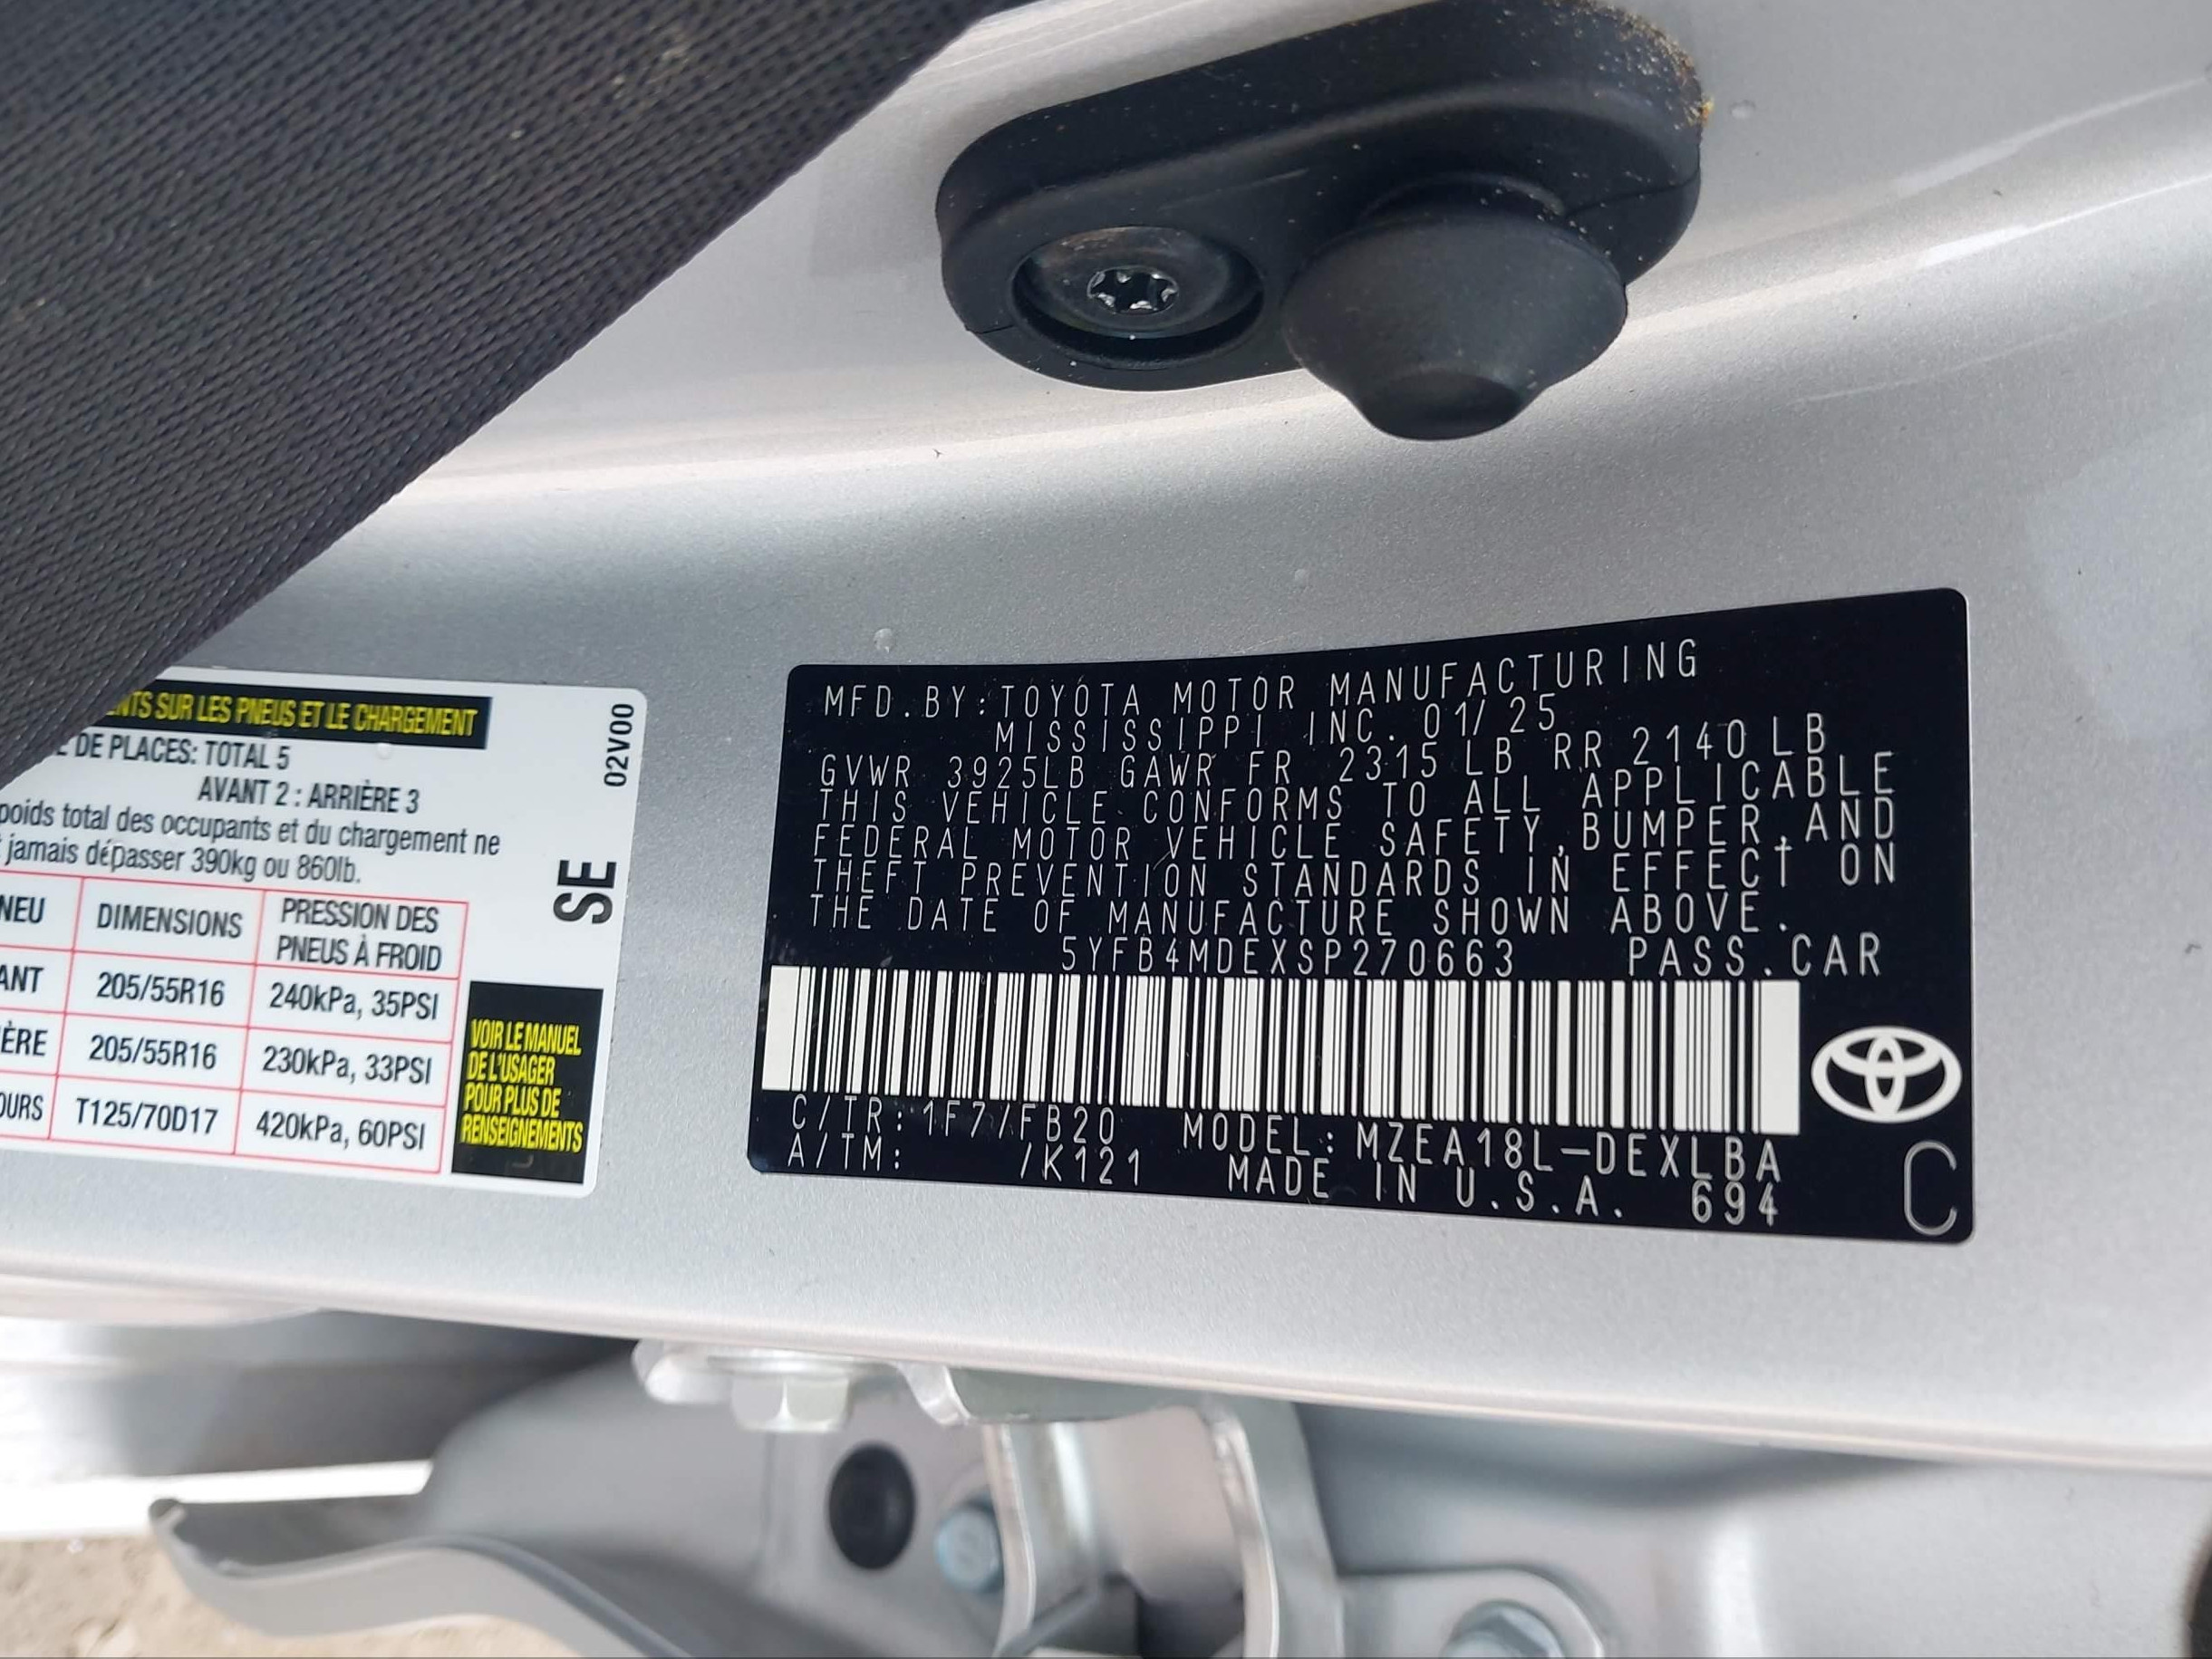 NTS SUR LES PNEUS ET LE CHARGEMENT
DE PLACES: TOTAL 5
AVANT 2 : ARRIÈRE 3
poids total des occupants et du chargement ne
jamais dépasser 390kg ou 860lb.
NEU DIMENSIONS PRESSION DES
PNEUS À FROID
ANT 205/55R16 240kPa, 35PSI
ÈRE 205/55R16 230kPa, 33PSI
OURS T125/70D17 420kPa, 60PSI
02V00
SE
VOIR LE MANUEL
DE L'USAGER
POUR PLUS DE
RENSEIGNEMENTS
MFD.BY:TOYOTA MOTOR MANUFACTURING
MISSISSIPPI INC. 01/25
GVWR 3925LB GAWR FR 2315 LB RR 2140LB
THIS VEHICLE CONFORMS TO ALL APPLICABLE
FEDERAL MOTOR VEHICLE SAFETY,BUMPER,AND
THEFT PREVENTION STANDARDS IN EFFECT ON
THE DATE OF MANUFACTURE SHOWN ABOVE.
5YFB4MDEXSP270663 PASS.CAR
C/TR:1F7/FB20 MODEL:MZEA18L-DEXLBA
A/TM: /K121 MADE IN U.S.A. 694
C